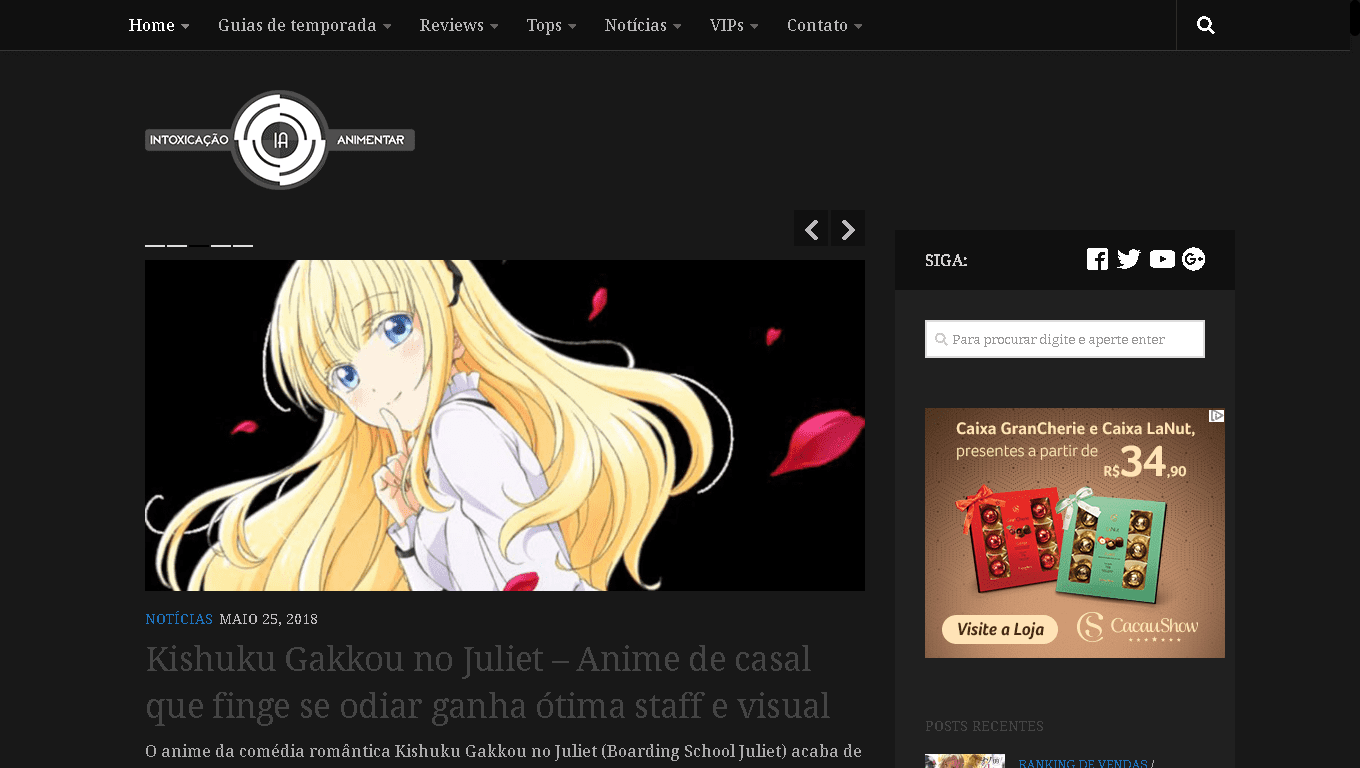 Home Guias de temporada Reviews Tops Notícias VIPs Contato
INTOXICAÇÃO IA ANIMENTAR
NOTÍCIAS MAIO 25, 2018
Kishuku Gakkou no Juliet – Anime de casal
que finge se odiar ganha ótima staff e visual
O anime da comédia romântica Kishuku Gakkou no Juliet (Boarding School Juliet) acaba de
SIGA:
Para procurar digite e aperte enter
Caixa GranCherie e Caixa LaNut,
presentes a partir de
R$34,90
Visite a Loja
CacauShow
POSTS RECENTES
RANKING DE VENDAS /